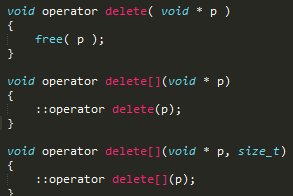 void operator delete( void * p )
{
    free( p );
}
void operator delete[](void * p)
{
    ::operator delete(p);
}
void operator delete[](void * p, size_t)
{
    ::operator delete[](p);
}